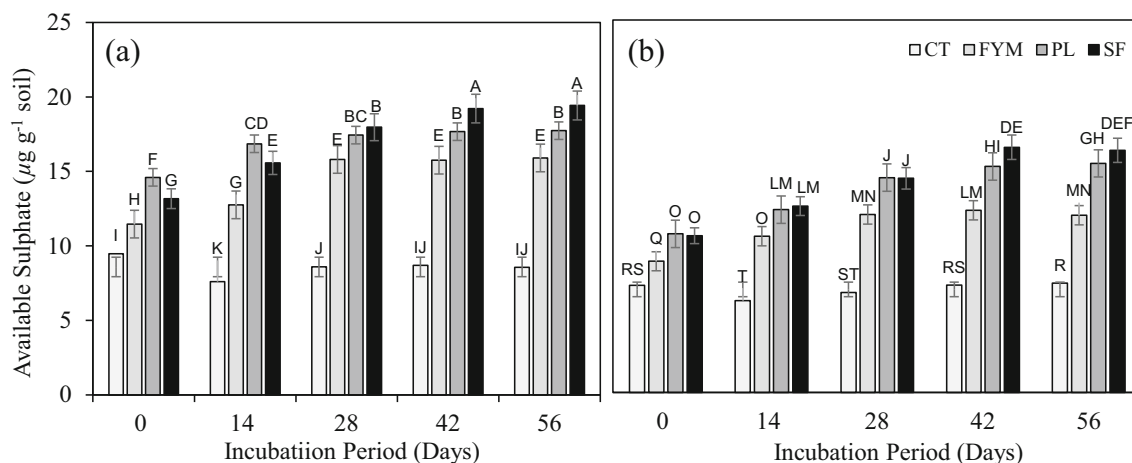 25
20
15
10
5
0
Available Sulphate (µg g⁻¹ soil)
(a)
I H F G
K G CD E
J E BC B
IJ E B A
IJ E B A
0 14 28 42 56
Incubatiion Period (Days)
(b)
CT FYM PL SF
RS Q O O
T O LM LM
ST MN J J
RS LM HI DE
R MN GH DEF
0 14 28 42 56
Incubation Period (Days)